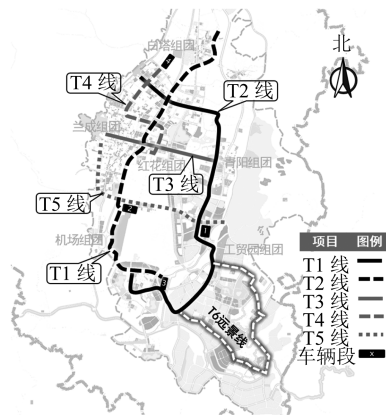 北
白塔组团
T4 线
T2 线
兰成组团
红花组团
青阳组团
T3 线
T5 线
2
1
机场组团
工贸园组团
T1 线
3
T6远景线
项目 图例
T1 线
T2 线
T3 线
T4 线
T5 线
车辆段 x